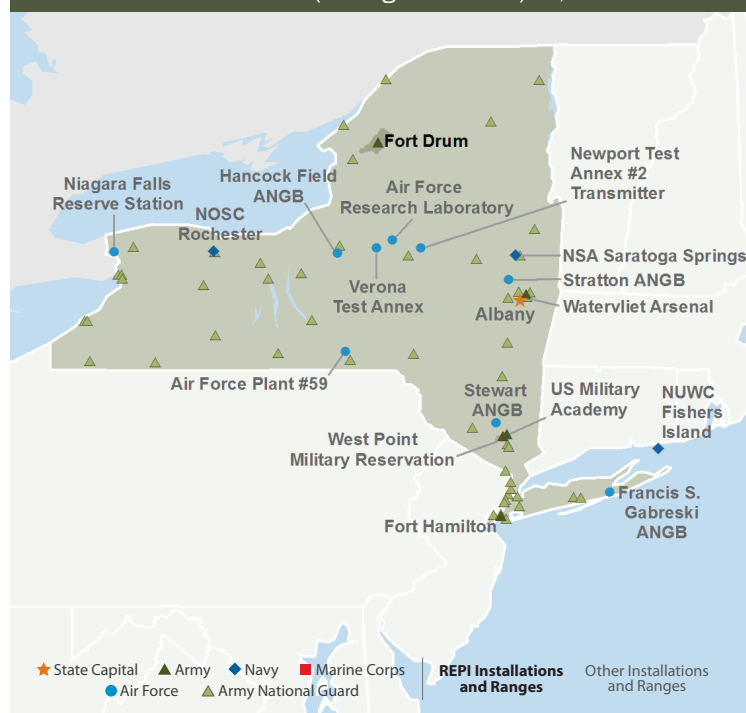 Fort Drum
Newport Test
Annex #2
Transmitter
Hancock Field
ANGB
Air Force
Research Laboratory
Niagara Falls
Reserve Station
NOSC
Rochester
NSA Saratoga Springs
Verona
Test Annex
Stratton ANGB
Albany
Watervliet Arsenal
Air Force Plant #59
Stewart
ANGB
US Military
Academy
NUWC
Fishers
Island
West Point
Military Reservation
Francis S.
Gabreski
ANGB
Fort Hamilton
State Capital
Army
Navy
Marine Corps
Air Force
Army National Guard
REPI Installations
and Ranges
Other Installations
and Ranges